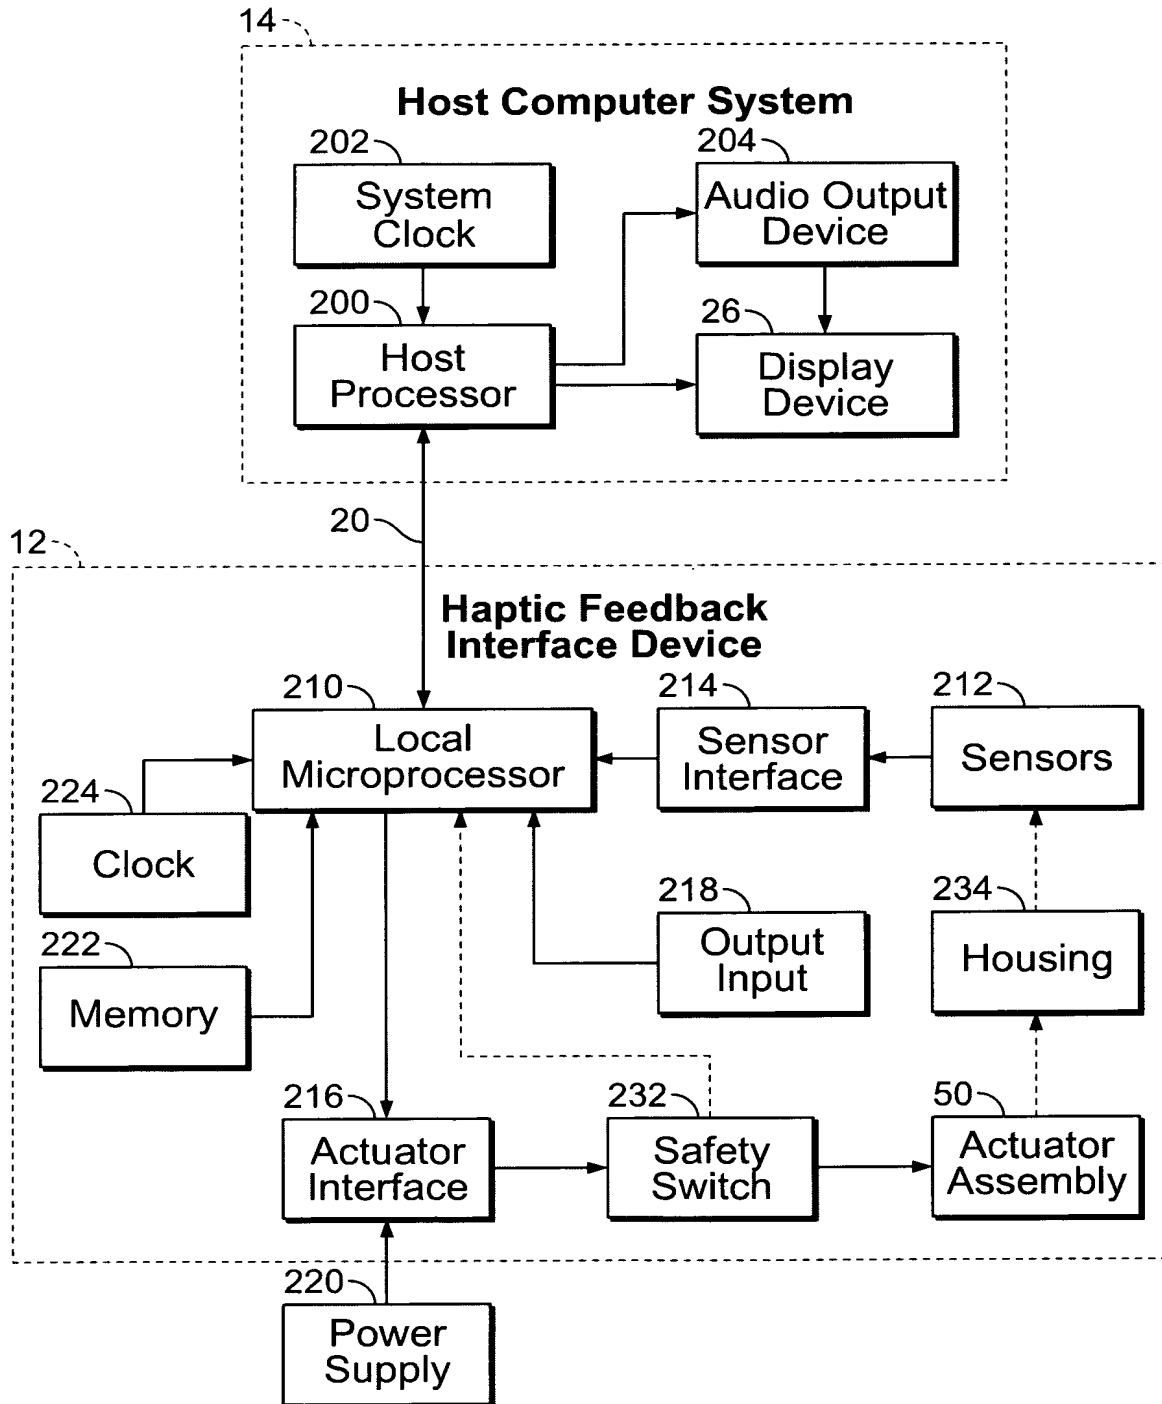 14
Host Computer System
202
System
Clock
204
Audio Output
Device
200
Host
Processor
26
Display
Device
20
12
Haptic Feedback
Interface Device
210
Local
Microprocessor
214
Sensor
Interface
212
Sensors
224
Clock
218
Output
Input
234
Housing
222
Memory
216
Actuator
Interface
232
Safety
Switch
50
Actuator
Assembly
220
Power
Supply